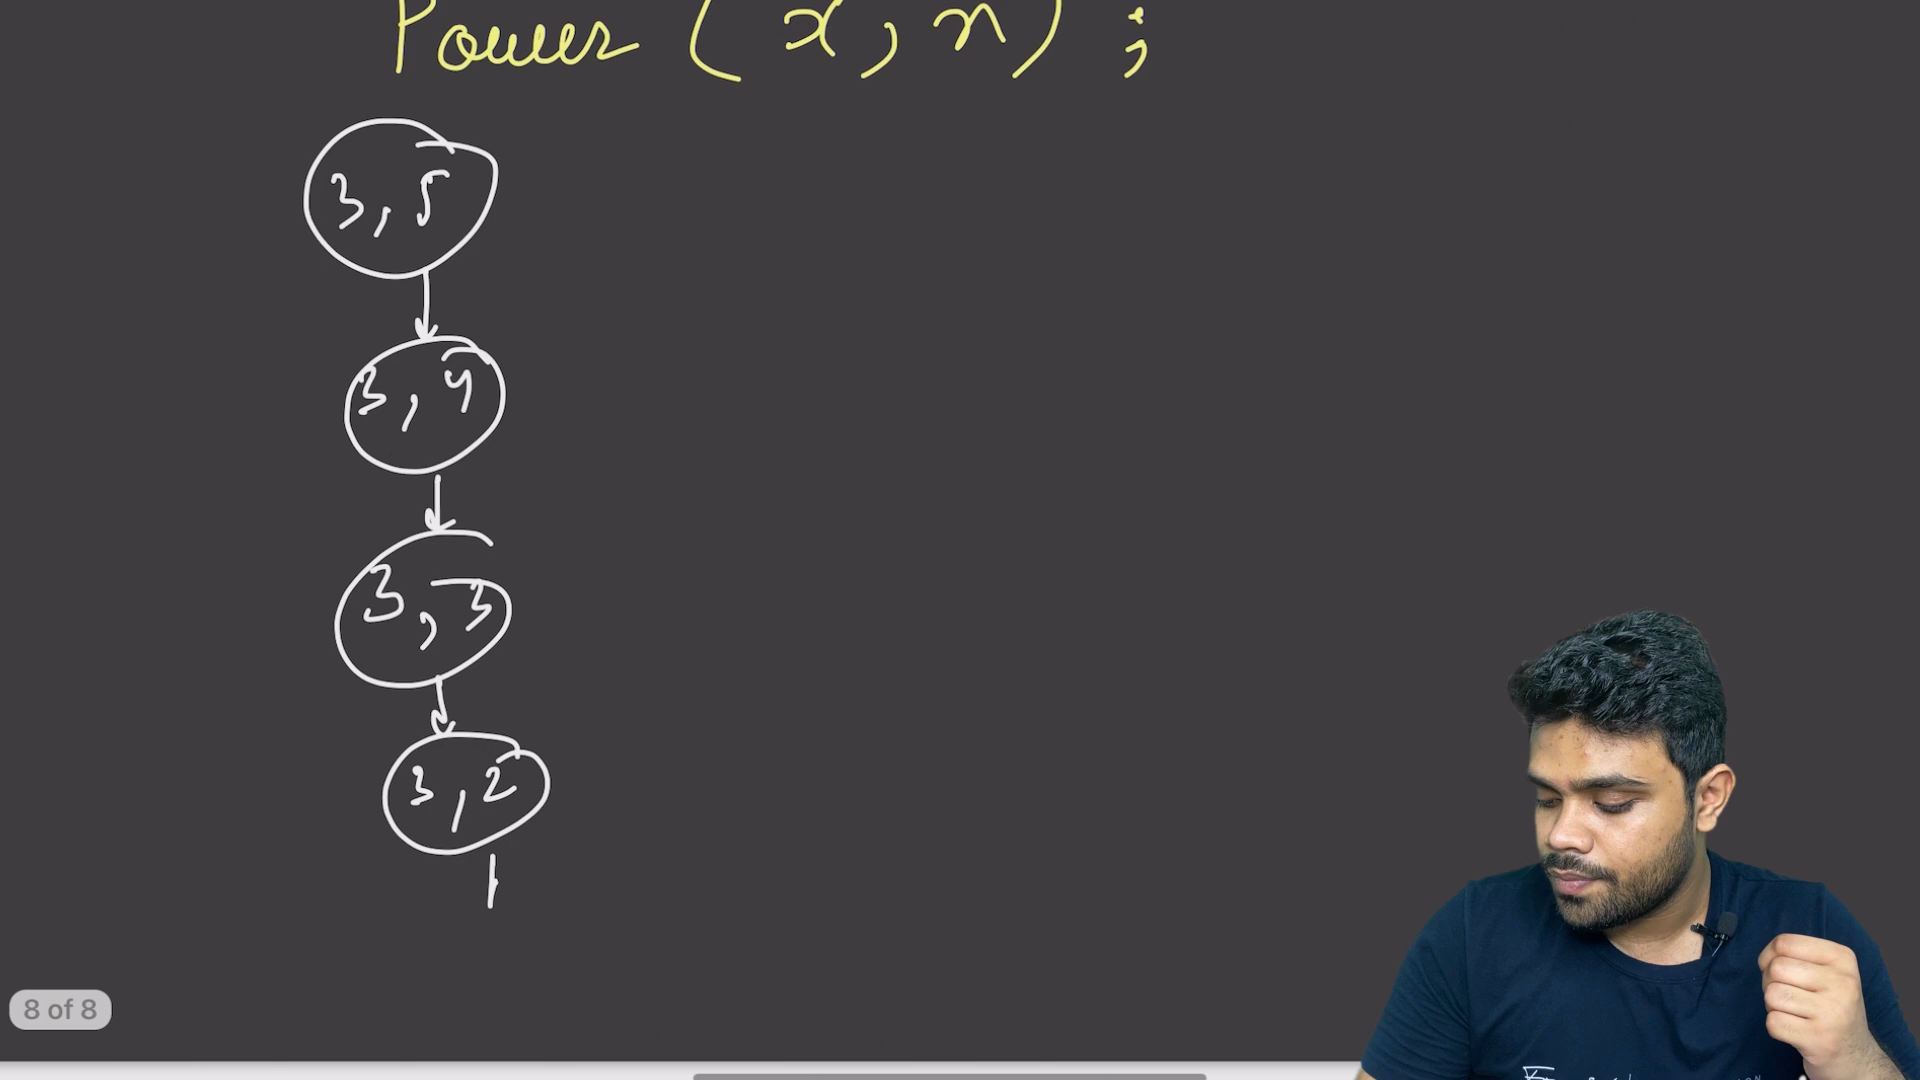 Power (x, n) ;
3, 5
3, 4
3, 3
3, 2
8 of 8